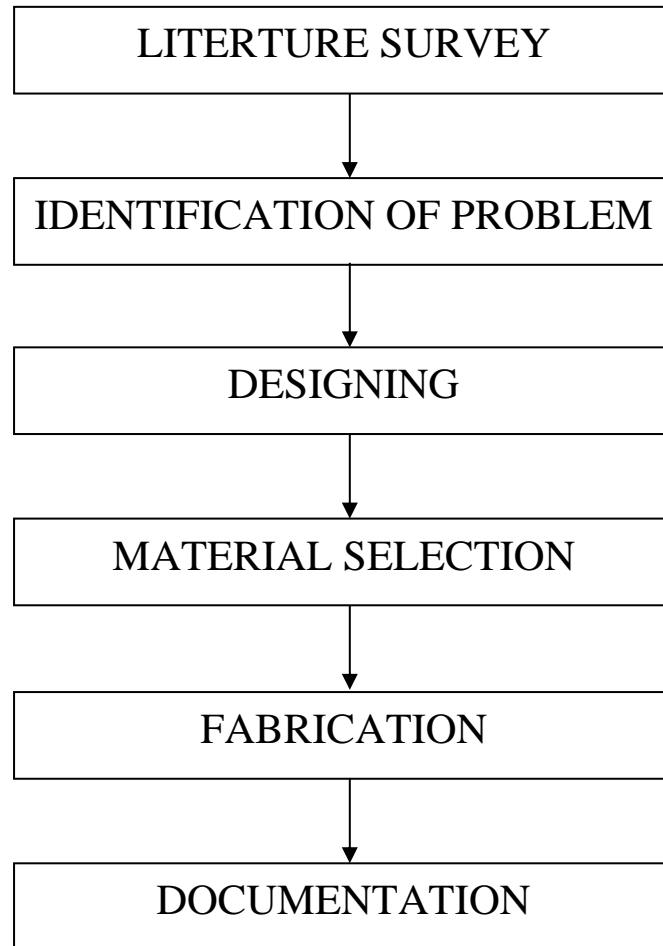 LITERTURE SURVEY
IDENTIFICATION OF PROBLEM
DESIGNING
MATERIAL SELECTION
FABRICATION
DOCUMENTATION